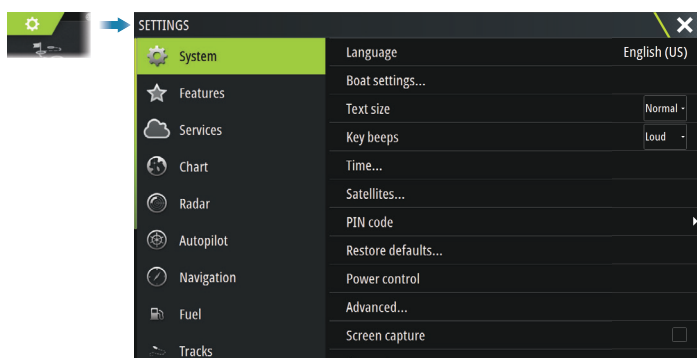 SETTINGS
System
Features
Services
Chart
Radar
Autopilot
Navigation
Fuel
Tracks
Language English (US)
Boat settings...
Text size Normal
Key beeps Loud
Time...
Satellites...
PIN code
Restore defaults...
Power control
Advanced...
Screen capture